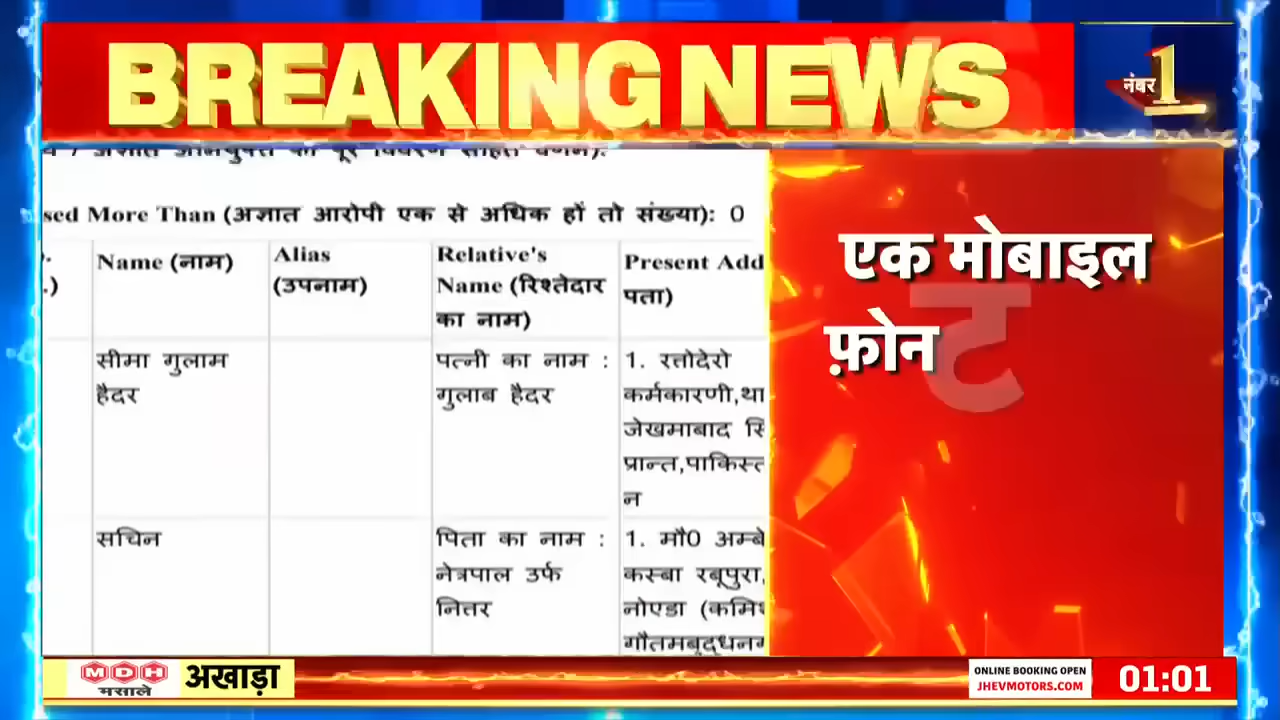 BREAKING NEWS
नंबर 1
sed More Than (अज्ञात आरोपी एक से अधिक हों तो संख्या): 0
Name (नाम)
Alias
(उपनाम)
Relative's
Name (रिश्तेदार
का नाम)
Present Add
पता)
सीमा गुलाम
हैदर
पत्नी का नाम :
गुलाब हैदर
1. रत्तोदेरो
कर्मकारणी,था
जेखमाबाद सि
प्रान्त,पाकिस्त
न
सचिन
पिता का नाम :
नेत्रपाल उर्फ
नितर
1. मौ0 अम्बे
कस्बा रबूपुरा,
नोएडा (कमिश
गौतमबुद्धनग
एक मोबाइल
फ़ोन
ट
MDH
मसाले
अखाड़ा
ONLINE BOOKING OPEN
JHEVMOTORS.COM
01:01